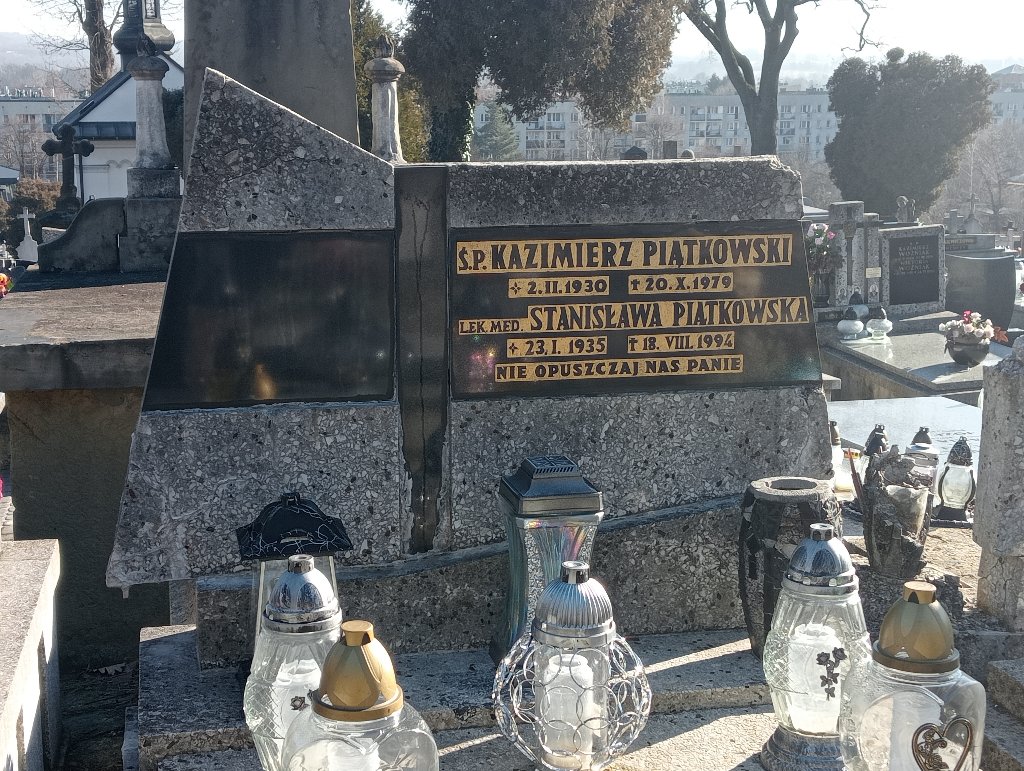 Ś.P. KAZIMIERZ PIĄTKOWSKI
+ 2.II.1930 † 20.X.1979
LEK. MED. STANISŁAWA PIĄTKOWSKA
+ 23.I.1935 † 18.VIII.1994
NIE OPUSZCZAJ NAS PANIE